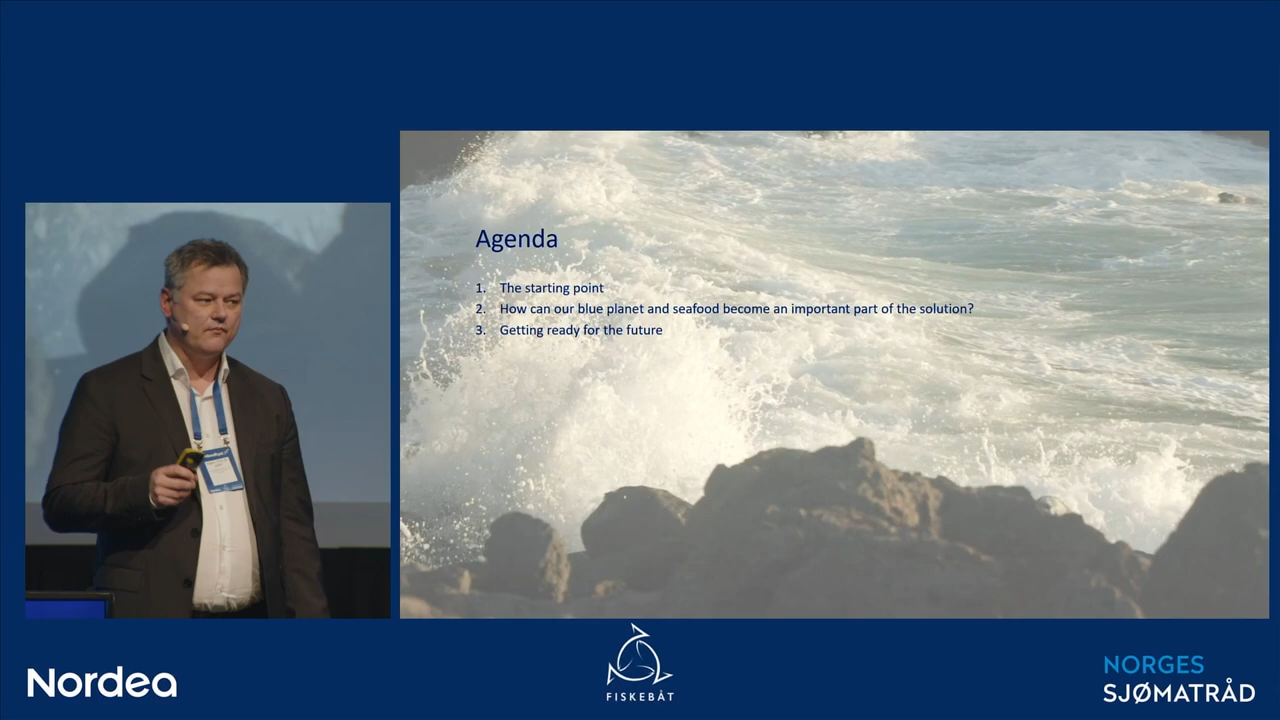 Agenda
1. The starting point
2. How can our blue planet and seafood become an important part of the solution?
3. Getting ready for the future
Nordea
FISKEBÅT
NORGES
SJØMATRÅD